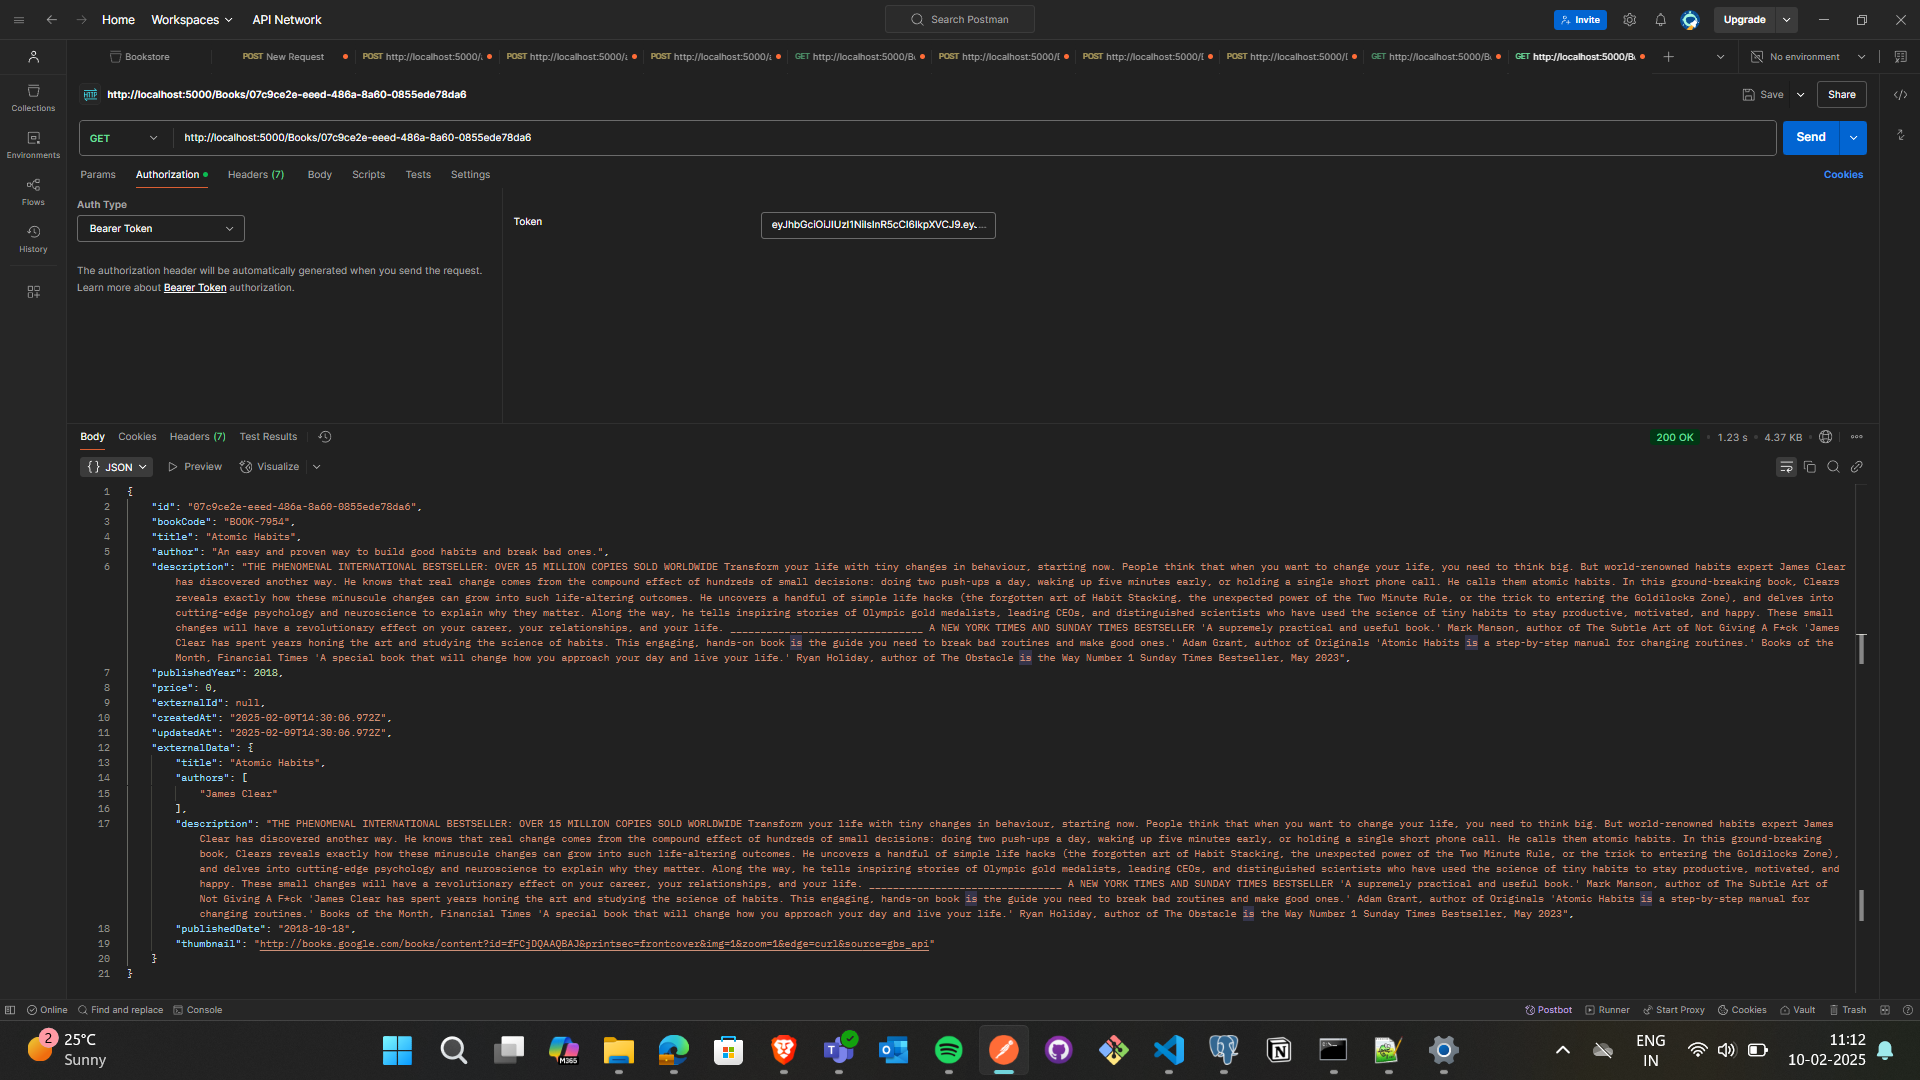 Home Workspaces API Network Search Postman Invite Upgrade
Bookstore POST New Request POST http://localhost:5000/ POST http://localhost:5000/ POST http://localhost:5000/ GET http://localhost:5000/B POST http://localhost:5000/ POST http://localhost:5000/ POST http://localhost:5000/ GET http://localhost:5000/B GET http://localhost:5000/B No environment
HTTP http://localhost:5000/Books/07c9ce2e-eeed-486a-8a60-0855ede78da6 Save Share
Collections
Environments
Flows
History
GET http://localhost:5000/Books/07c9ce2e-eeed-486a-8a60-0855ede78da6 Send
Params Authorization Headers (7) Body Scripts Tests Settings Cookies
Auth Type
Bearer Token
Token
The authorization header will be automatically generated when you send the request.
Learn more about Bearer Token authorization.
Body Cookies Headers (7) Test Results 200 OK 1.23 s 4.37 KB
{} JSON Preview Visualize
1 {
2 "id": "07c9ce2e-eeed-486a-8a60-0855ede78da6",
3 "bookCode": "BOOK-7954",
4 "title": "Atomic Habits",
5 "author": "An easy and proven way to build good habits and break bad ones.",
6 "description": "THE PHENOMENAL INTERNATIONAL BESTSELLER: OVER 15 MILLION COPIES SOLD WORLDWIDE Transform your life with tiny changes in behaviour, starting now. People think that when you want to change your life, you need to think big. But world-renowned habits expert James Clear
has discovered another way. He knows that real change comes from the compound effect of hundreds of small decisions: doing two push-ups a day, waking up five minutes early, or holding a single short phone call. He calls them atomic habits. In this ground-breaking book, Clears
reveals exactly how these minuscule changes can grow into such life-altering outcomes. He uncovers a handful of simple life hacks (the forgotten art of Habit Stacking, the unexpected power of the Two Minute Rule, or the trick to entering the Goldilocks Zone), and delves into
cutting-edge psychology and neuroscience to explain why they matter. Along the way, he tells inspiring stories of Olympic gold medalists, leading CEOs, and distinguished scientists who have used the science of tiny habits to stay productive, motivated, and happy. These small
changes will have a revolutionary effect on your career, your relationships, and your life. ________________________________ A NEW YORK TIMES AND SUNDAY TIMES BESTSELLER 'A supremely practical and useful book.' Mark Manson, author of The Subtle Art of Not Giving A F*ck 'James
Clear has spent years honing the art and studying the science of habits. This engaging, hands-on book is the guide you need to break bad routines and make good ones.' Adam Grant, author of Originals 'Atomic Habits is a step-by-step manual for changing routines.' Books of the
Month, Financial Times 'A special book that will change how you approach your day and live your life.' Ryan Holiday, author of The Obstacle is the Way Number 1 Sunday Times Bestseller, May 2023",
7 "publishedYear": 2018,
8 "price": 0,
9 "externalId": null,
10 "createdAt": "2025-02-09T14:30:06.972Z",
11 "updatedAt": "2025-02-09T14:30:06.972Z",
12 "externalData": {
13 "title": "Atomic Habits",
14 "authors": [
15 "James Clear"
16 ],
17 "description": "THE PHENOMENAL INTERNATIONAL BESTSELLER: OVER 15 MILLION COPIES SOLD WORLDWIDE Transform your life with tiny changes in behaviour, starting now. People think that when you want to change your life, you need to think big. But world-renowned habits expert James
Clear has discovered another way. He knows that real change comes from the compound effect of hundreds of small decisions: doing two push-ups a day, waking up five minutes early, or holding a single short phone call. He calls them atomic habits. In this ground-breaking
book, Clears reveals exactly how these minuscule changes can grow into such life-altering outcomes. He uncovers a handful of simple life hacks (the forgotten art of Habit Stacking, the unexpected power of the Two Minute Rule, or the trick to entering the Goldilocks Zone),
and delves into cutting-edge psychology and neuroscience to explain why they matter. Along the way, he tells inspiring stories of Olympic gold medalists, leading CEOs, and distinguished scientists who have used the science of tiny habits to stay productive, motivated, and
happy. These small changes will have a revolutionary effect on your career, your relationships, and your life. ________________________________ A NEW YORK TIMES AND SUNDAY TIMES BESTSELLER 'A supremely practical and useful book.' Mark Manson, author of The Subtle Art of
Not Giving A F*ck 'James Clear has spent years honing the art and studying the science of habits. This engaging, hands-on book is the guide you need to break bad routines and make good ones.' Adam Grant, author of Originals 'Atomic Habits is a step-by-step manual for
changing routines.' Books of the Month, Financial Times 'A special book that will change how you approach your day and live your life.' Ryan Holiday, author of The Obstacle is the Way Number 1 Sunday Times Bestseller, May 2023",
18 "publishedDate": "2018-10-18",
19 "thumbnail": "http://books.google.com/books/content?id=fFCjDQAAQBAJ&printsec=frontcover&img=1&zoom=1&edge=curl&source=gbs_api"
20 }
21 }
Online Find and replace Console Postbot Runner Start Proxy Cookies Vault Trash
2 25°C
Sunny
M365
ENG
IN
11:12
10-02-2025